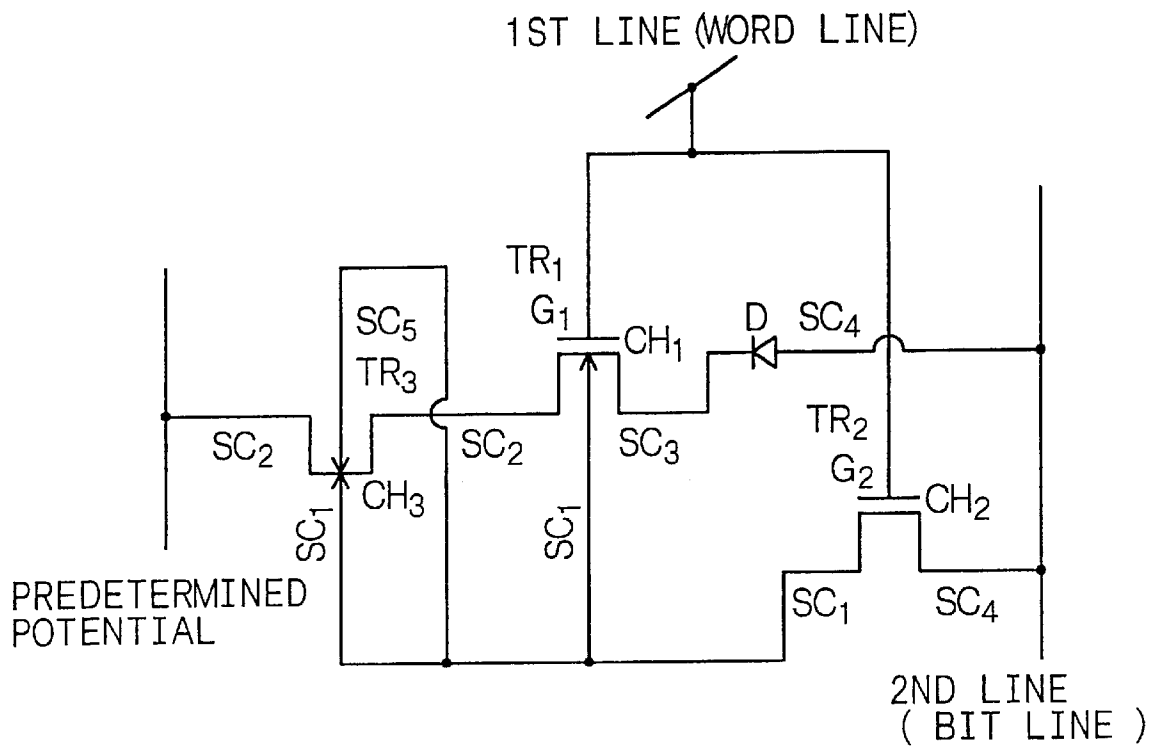 1ST LINE (WORD LINE)
TR1
G1
CH1
D
SC4
SC5
TR3
SC2
SC2
SC3
TR2
G2
CH2
CH3
SC1
SC1
SC1
SC4
PREDETERMINED
POTENTIAL
2ND LINE
( BIT LINE )